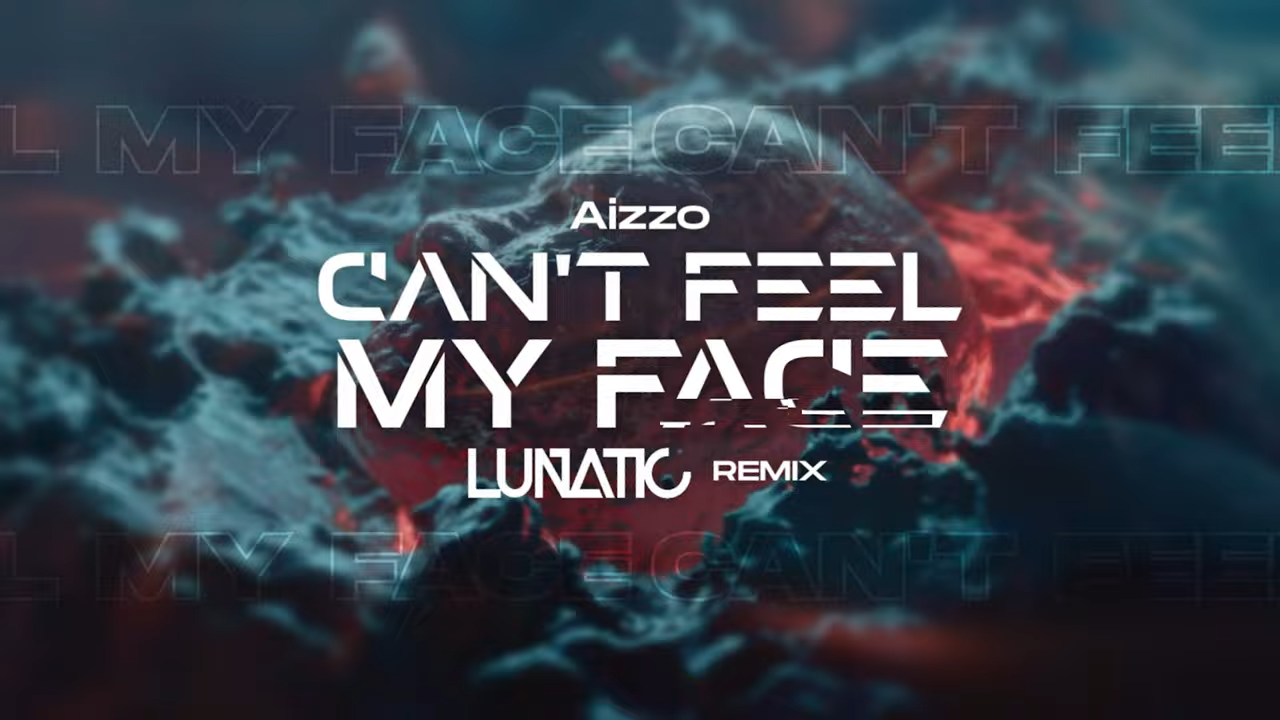 L MY FACE CAN'T FEE
Aizzo
CAN'T FEEL
MY FACE
LUNATIC REMIX
L MY FACE CAN'T FEE